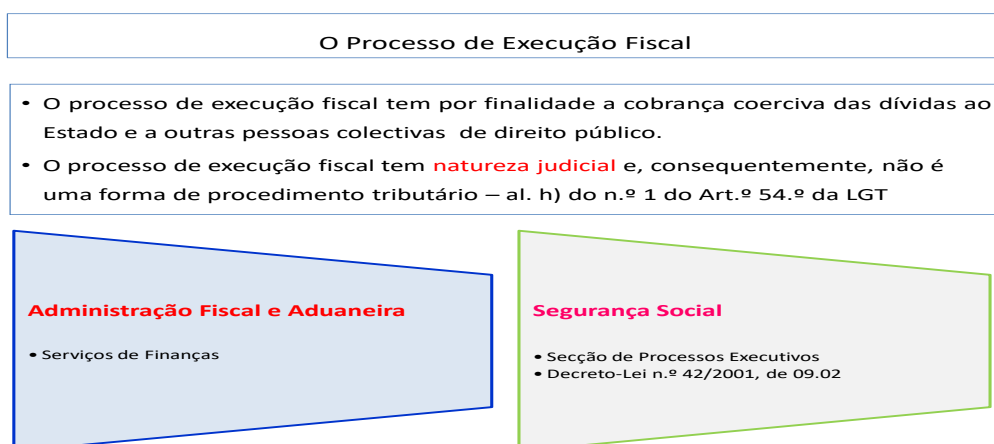 O Processo de Execução Fiscal
• O processo de execução fiscal tem por finalidade a cobrança coerciva das dívidas ao
Estado e a outras pessoas colectivas de direito público.
• O processo de execução fiscal tem natureza judicial e, consequentemente, não é
uma forma de procedimento tributário – al. h) do n.º 1 do Art.º 54.º da LGT
Administração Fiscal e Aduaneira
• Serviços de Finanças
Segurança Social
• Secção de Processos Executivos
• Decreto-Lei n.º 42/2001, de 09.02